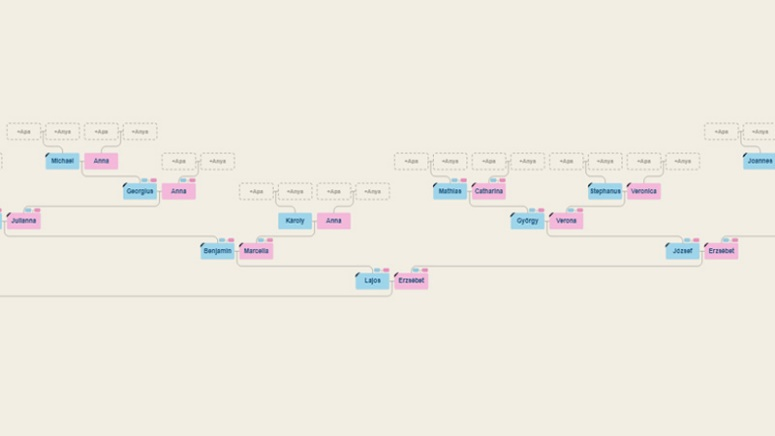 +Apa +Anya +Apa +Anya +Apa +Anya
Michael Anna +Apa +Anya +Apa +Anya +Apa +Anya +Apa +Anya +Apa +Anya Joannes
Georgius Anna +Apa +Anya +Apa +Anya Mathias Catharina Stephanus Veronica
Julianna Karoly Anna György Verona
Benjamin Marcella József Erzsébet
Lajos Erzsébet